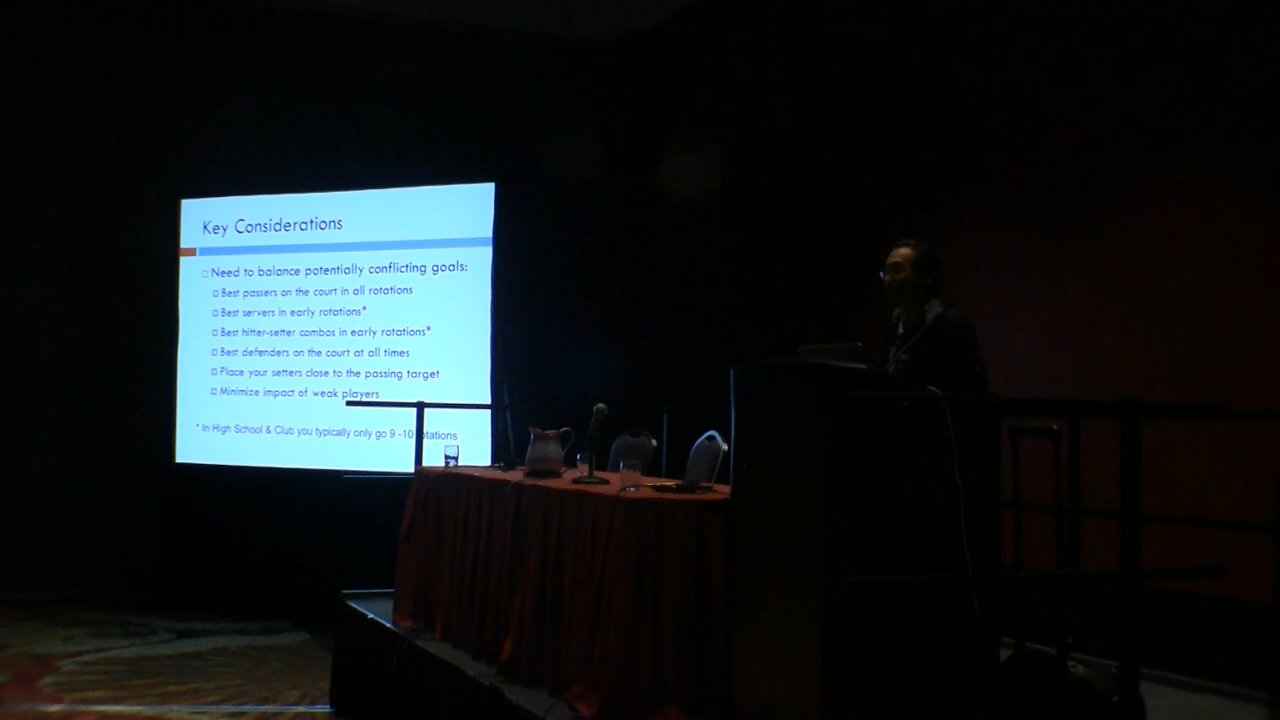 Key Considerations
Need to balance potentially conflicting goals:
Best passers on the court in all rotations
Best servers in early rotations*
Best hitter-setter combos in early rotations*
Best defenders on the court at all times
Place your setters close to the passing target
Minimize impact of weak players
* In High School & Club you typically only go 9 -10 rotations